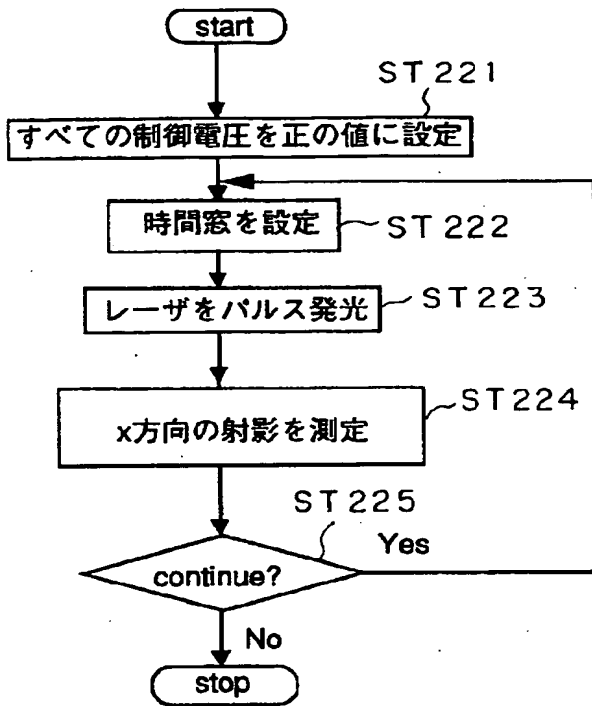 start
ST221
すべての制御電圧を正の値に設定
時間窓を設定
ST222
レーザをパルス発光
ST223
x方向の射影を測定
ST224
ST225
continue?
Yes
No
stop